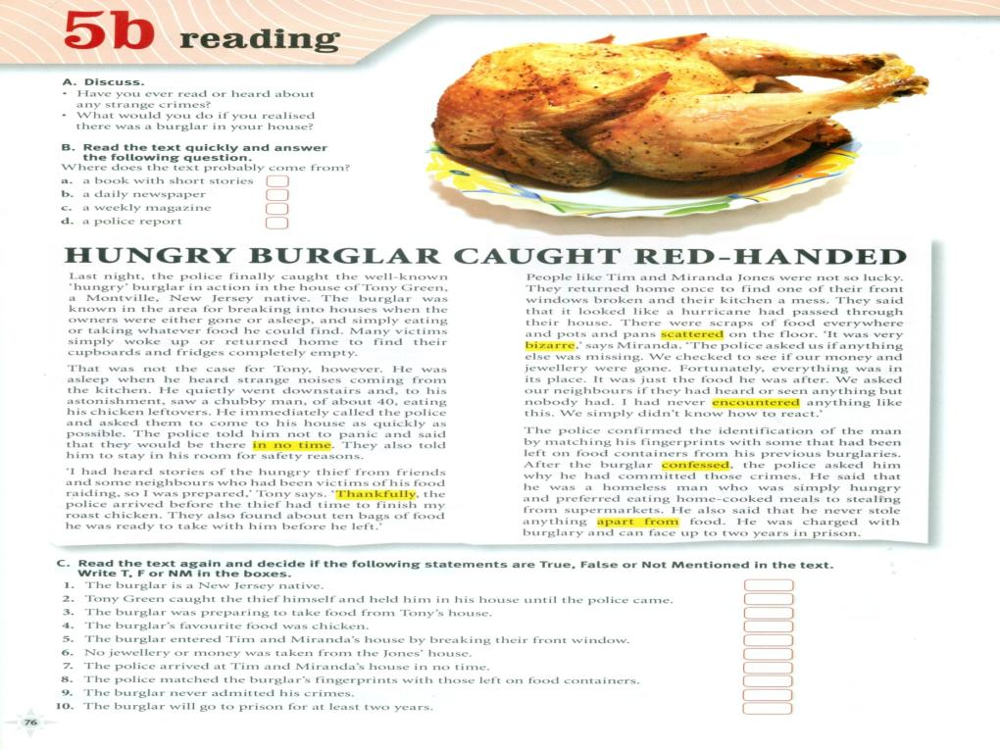 5b reading
A. Discuss.
• Have you ever read or heard about
any strange crimes?
• What would you do if you realised
there was a burglar in your house?
B. Read the text quickly and answer
the following question.
Where does the text probably come from?
a. a book with short stories
b. a daily newspaper
c. a weekly magazine
d. a police report
HUNGRY BURGLAR CAUGHT RED-HANDED
Last night, the police finally caught the well-known
'hungry' burglar in action in the house of Tony Green,
a Montville, New Jersey native. The burglar was
known in the area for breaking into houses when the
owners were either gone or asleep, and simply eating
or taking whatever food he could find. Many victims
simply woke up or returned home to find their
cupboards and fridges completely empty.
That was not the case for Tony, however. He was
asleep when he heard strange noises coming from
the kitchen. He quietly went downstairs and, to his
astonishment, saw a chubby man, of about 40, eating
his chicken leftovers. He immediately called the police
and asked them to come to his house as quickly as
possible. The police told him not to panic and said
that they would be there in no time. They also told
him to stay in his room for safety reasons.
'I had heard stories of the hungry thief from friends
and some neighbours who had been victims of his food
raiding, so I was prepared,' Tony says. 'Thankfully, the
police arrived before the thief had time to finish my
roast chicken. They also found about ten bags of food
he was ready to take with him before he left.'
People like Tim and Miranda Jones were not so lucky.
They returned home once to find one of their front
windows broken and their kitchen a mess. They said
that it looked like a hurricane had passed through
their house. There were scraps of food everywhere
and pots and pans scattered on the floor. 'It was very
bizarre,' says Miranda. 'The police asked us if anything
else was missing. We checked to see if our money and
jewellery were gone. Fortunately, everything was in
its place. It was just the food he was after. We asked
our neighbours if they had heard or seen anything but
nobody had. I had never encountered anything like
this. We simply didn't know how to react.'
The police confirmed the identification of the man
by matching his fingerprints with some that had been
left on food containers from his previous burglaries.
After the burglar confessed, the police asked him
why he had committed those crimes. He said that
he was a homeless man who was simply hungry
and preferred eating home-cooked meals to stealing
from supermarkets. He also said that he never stole
anything apart from food. He was charged with
burglary and can face up to two years in prison.
C. Read the text again and decide if the following statements are True, False or Not Mentioned in the text.
Write T, F or NM in the boxes.
1. The burglar is a New Jersey native.
2. Tony Green caught the thief himself and held him in his house until the police came.
3. The burglar was preparing to take food from Tony's house.
4. The burglar's favourite food was chicken.
5. The burglar entered Tim and Miranda's house by breaking their front window.
6. No jewellery or money was taken from the Jones' house.
7. The police arrived at Tim and Miranda's house in no time.
8. The police matched the burglar's fingerprints with those left on food containers.
9. The burglar never admitted his crimes.
10. The burglar will go to prison for at least two years.
76